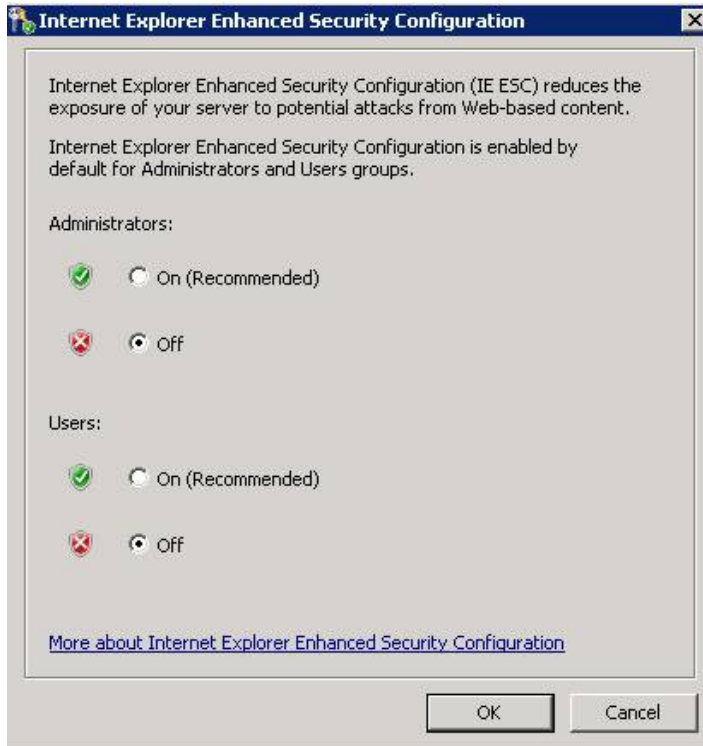 Internet Explorer Enhanced Security Configuration
Internet Explorer Enhanced Security Configuration (IE ESC) reduces the
exposure of your server to potential attacks from Web-based content.
Internet Explorer Enhanced Security Configuration is enabled by
default for Administrators and Users groups.
Administrators:
On (Recommended)
Off
Users:
On (Recommended)
Off
More about Internet Explorer Enhanced Security Configuration
OK Cancel